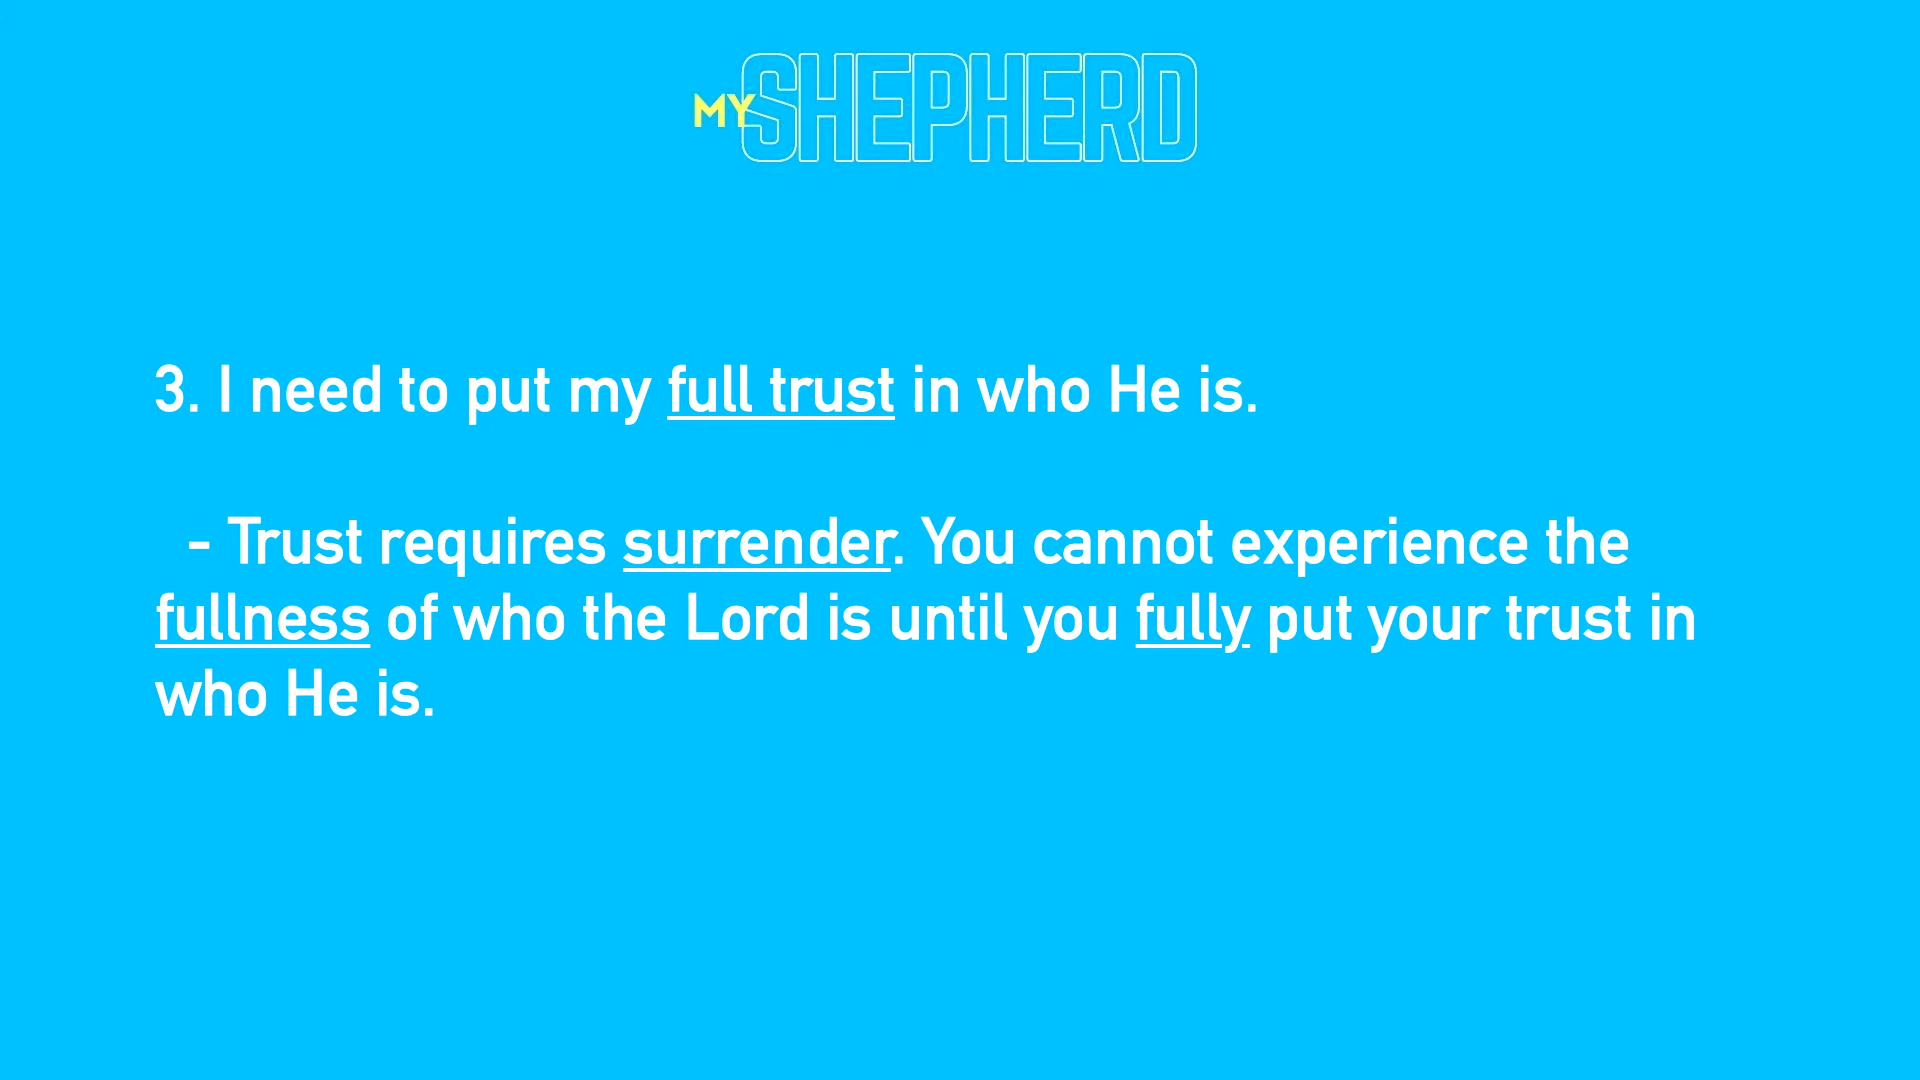 MY SHEPHERD
3. I need to put my full trust in who He is.
- Trust requires surrender. You cannot experience the
fullness of who the Lord is until you fully put your trust in
who He is.